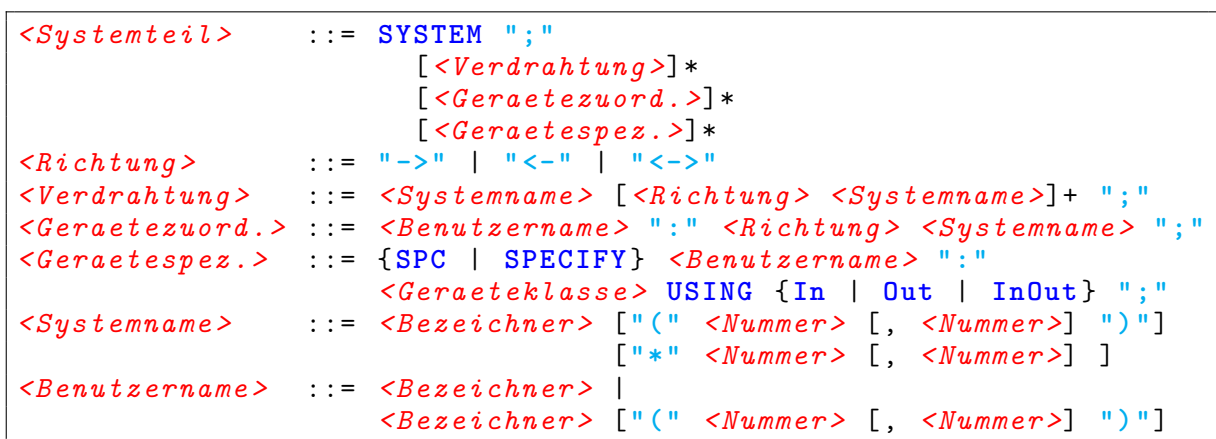 <Systemteil> ::= SYSTEM ";"
[<Verdrahtung>]*
[<Geraetezuord.>]*
[<Geraetespez.>]*
<Richtung> ::= "->" | "<-" | "<->"
<Verdrahtung> ::= <Systemname> [<Richtung> <Systemname>]+ ";"
<Geraetezuord.> ::= <Benutzername> ":" <Richtung> <Systemname> ";"
<Geraetespez.> ::= {SPC | SPECIFY} <Benutzername> ":"
<Geraeteklasse> USING {In | Out | InOut} ";"
<Systemname> ::= <Bezeichner> ["(" <Nummer> [, <Nummer>] ")"]
["*" <Nummer> [, <Nummer>] ]
<Benutzername> ::= <Bezeichner> |
<Bezeichner> ["(" <Nummer> [, <Nummer>] ")"]